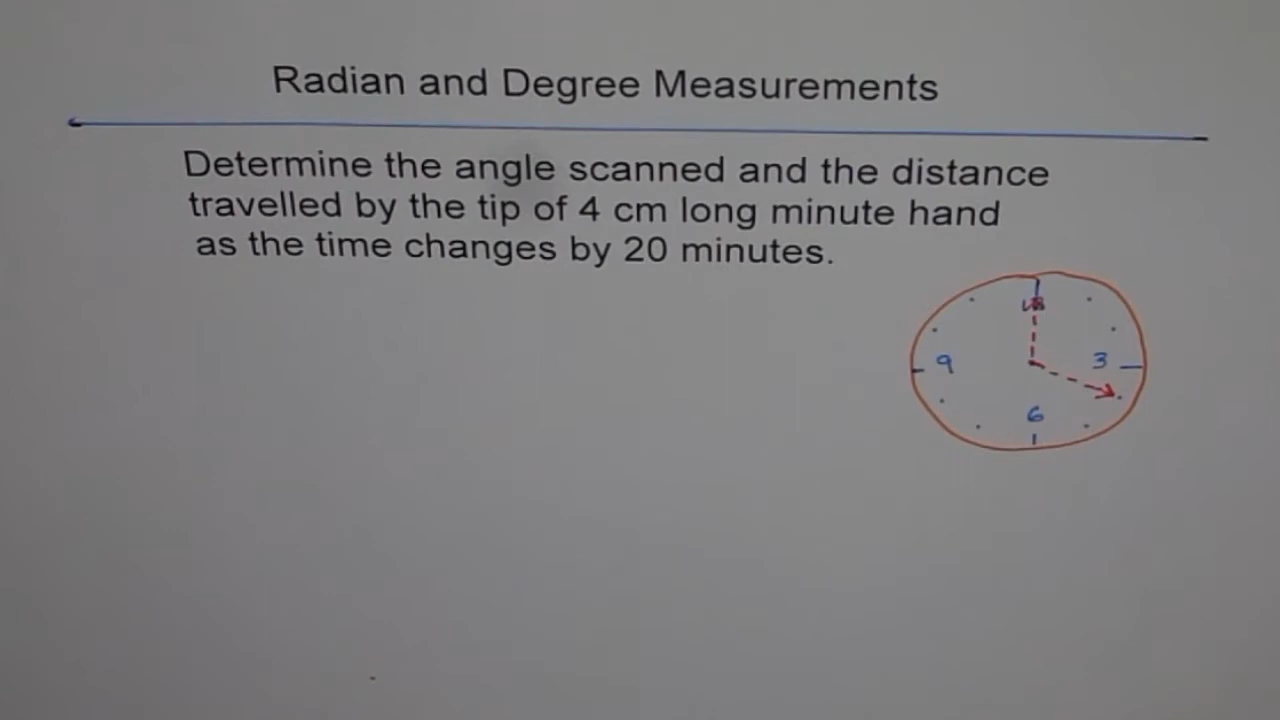 Radian and Degree Measurements
Determine the angle scanned and the distance
travelled by the tip of 4 cm long minute hand
as the time changes by 20 minutes.
9
3
6